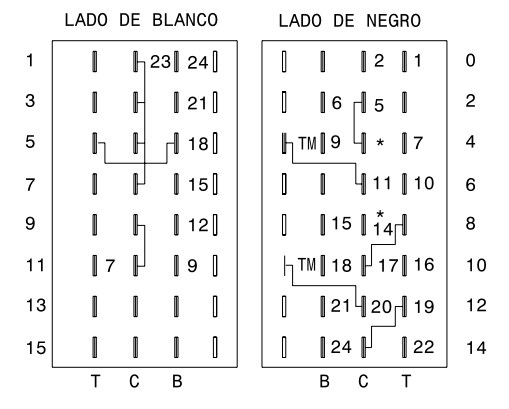 LADO DE BLANCO LADO DE NEGRO
1 23 24 2 1 0
3 21 6 5 2
5 18 TM 9 * 7 4
7 15 11 10 6
9 12 15 * 14 8
11 7 9 TM 18 17 16 10
13 21 20 19 12
15 24 22 14
T C B B C T